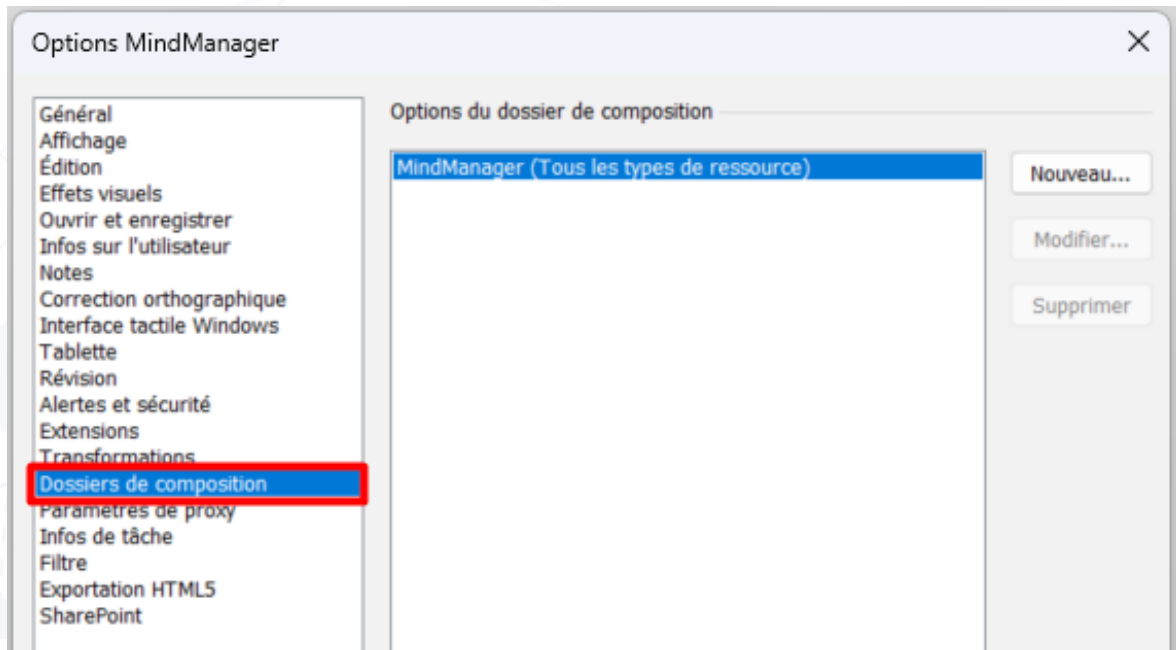 Options MindManager
Général
Affichage
Édition
Effets visuels
Ouvrir et enregistrer
Infos sur l'utilisateur
Notes
Correction orthographique
Interface tactile Windows
Tablette
Révision
Alertes et sécurité
Extensions
Transformations
Dossiers de composition
Paramètres de proxy
Infos de tâche
Filtre
Exportation HTML5
SharePoint
Options du dossier de composition
MindManager (Tous les types de ressource)
Nouveau...
Modifier...
Supprimer